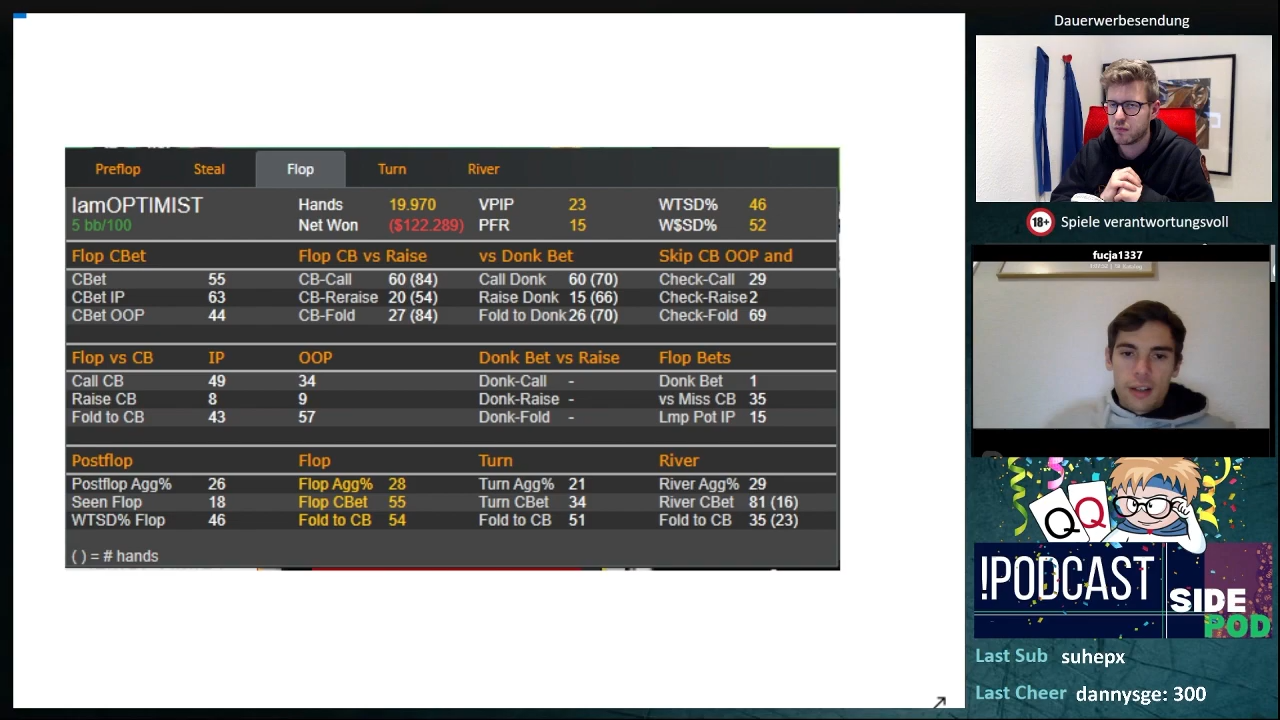 Dauerwerbesendung
Preflop Steal Flop Turn River
IamOPTIMIST Hands 19.970 VPIP 23 WTSD% 46
5 bb/100 Net Won ($122.289) PFR 15 W$SD% 52
Flop CBet Flop CB vs Raise vs Donk Bet Skip CB OOP and
CBet 55 CB-Call 60 (84) Call Donk 60 (70) Check-Call 29
CBet IP 63 CB-Reraise 20 (54) Raise Donk 15 (66) Check-Raise 2
CBet OOP 44 CB-Fold 27 (84) Fold to Donk 26 (70) Check-Fold 69
Flop vs CB IP OOP Donk Bet vs Raise Flop Bets
Call CB 49 34 Donk-Call - Donk Bet 1
Raise CB 8 9 Donk-Raise - vs Miss CB 35
Fold to CB 43 57 Donk-Fold - Lmp Pot IP 15
Postflop Flop Turn River
Postflop Agg% 26 Flop Agg% 28 Turn Agg% 21 River Agg% 29
Seen Flop 18 Flop CBet 55 Turn CBet 34 River CBet 81 (16)
WTSD% Flop 46 Fold to CB 54 Fold to CB 51 Fold to CB 35 (23)
( ) = # hands
18+ Spiele verantwortungsvoll
fucja1337
Q Q
!PODCAST
SIDE
POD
Last Sub suhepx
Last Cheer dannysge: 300